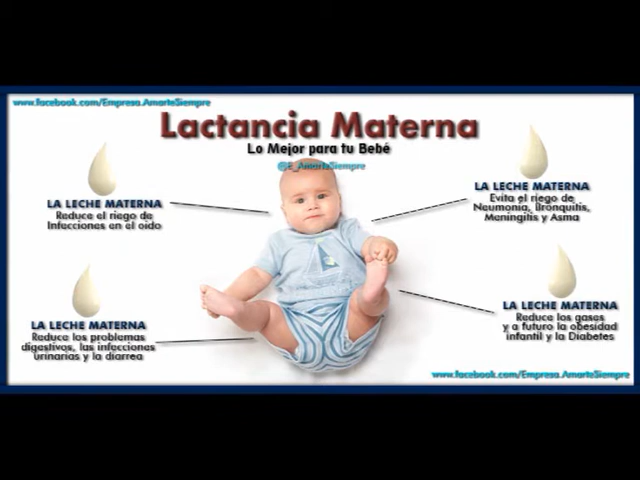 www.facebook.com/Empresa.AmarteSiempre
Lactancia Materna
Lo Mejor para tu Bebé
@E_AmarteSiempre
LA LECHE MATERNA
Reduce el riego de
Infecciones en el oido
LA LECHE MATERNA
Evita el riego de
Neumonia, Bronquitis,
Meningitis y Asma
LA LECHE MATERNA
Reduce los problemas
digestivos, las infecciones
urinarias y la diarrea
LA LECHE MATERNA
Reduce los gases
y a futuro la obesidad
infantil y la Diabetes
www.facebook.com/Empresa.AmarteSiempre